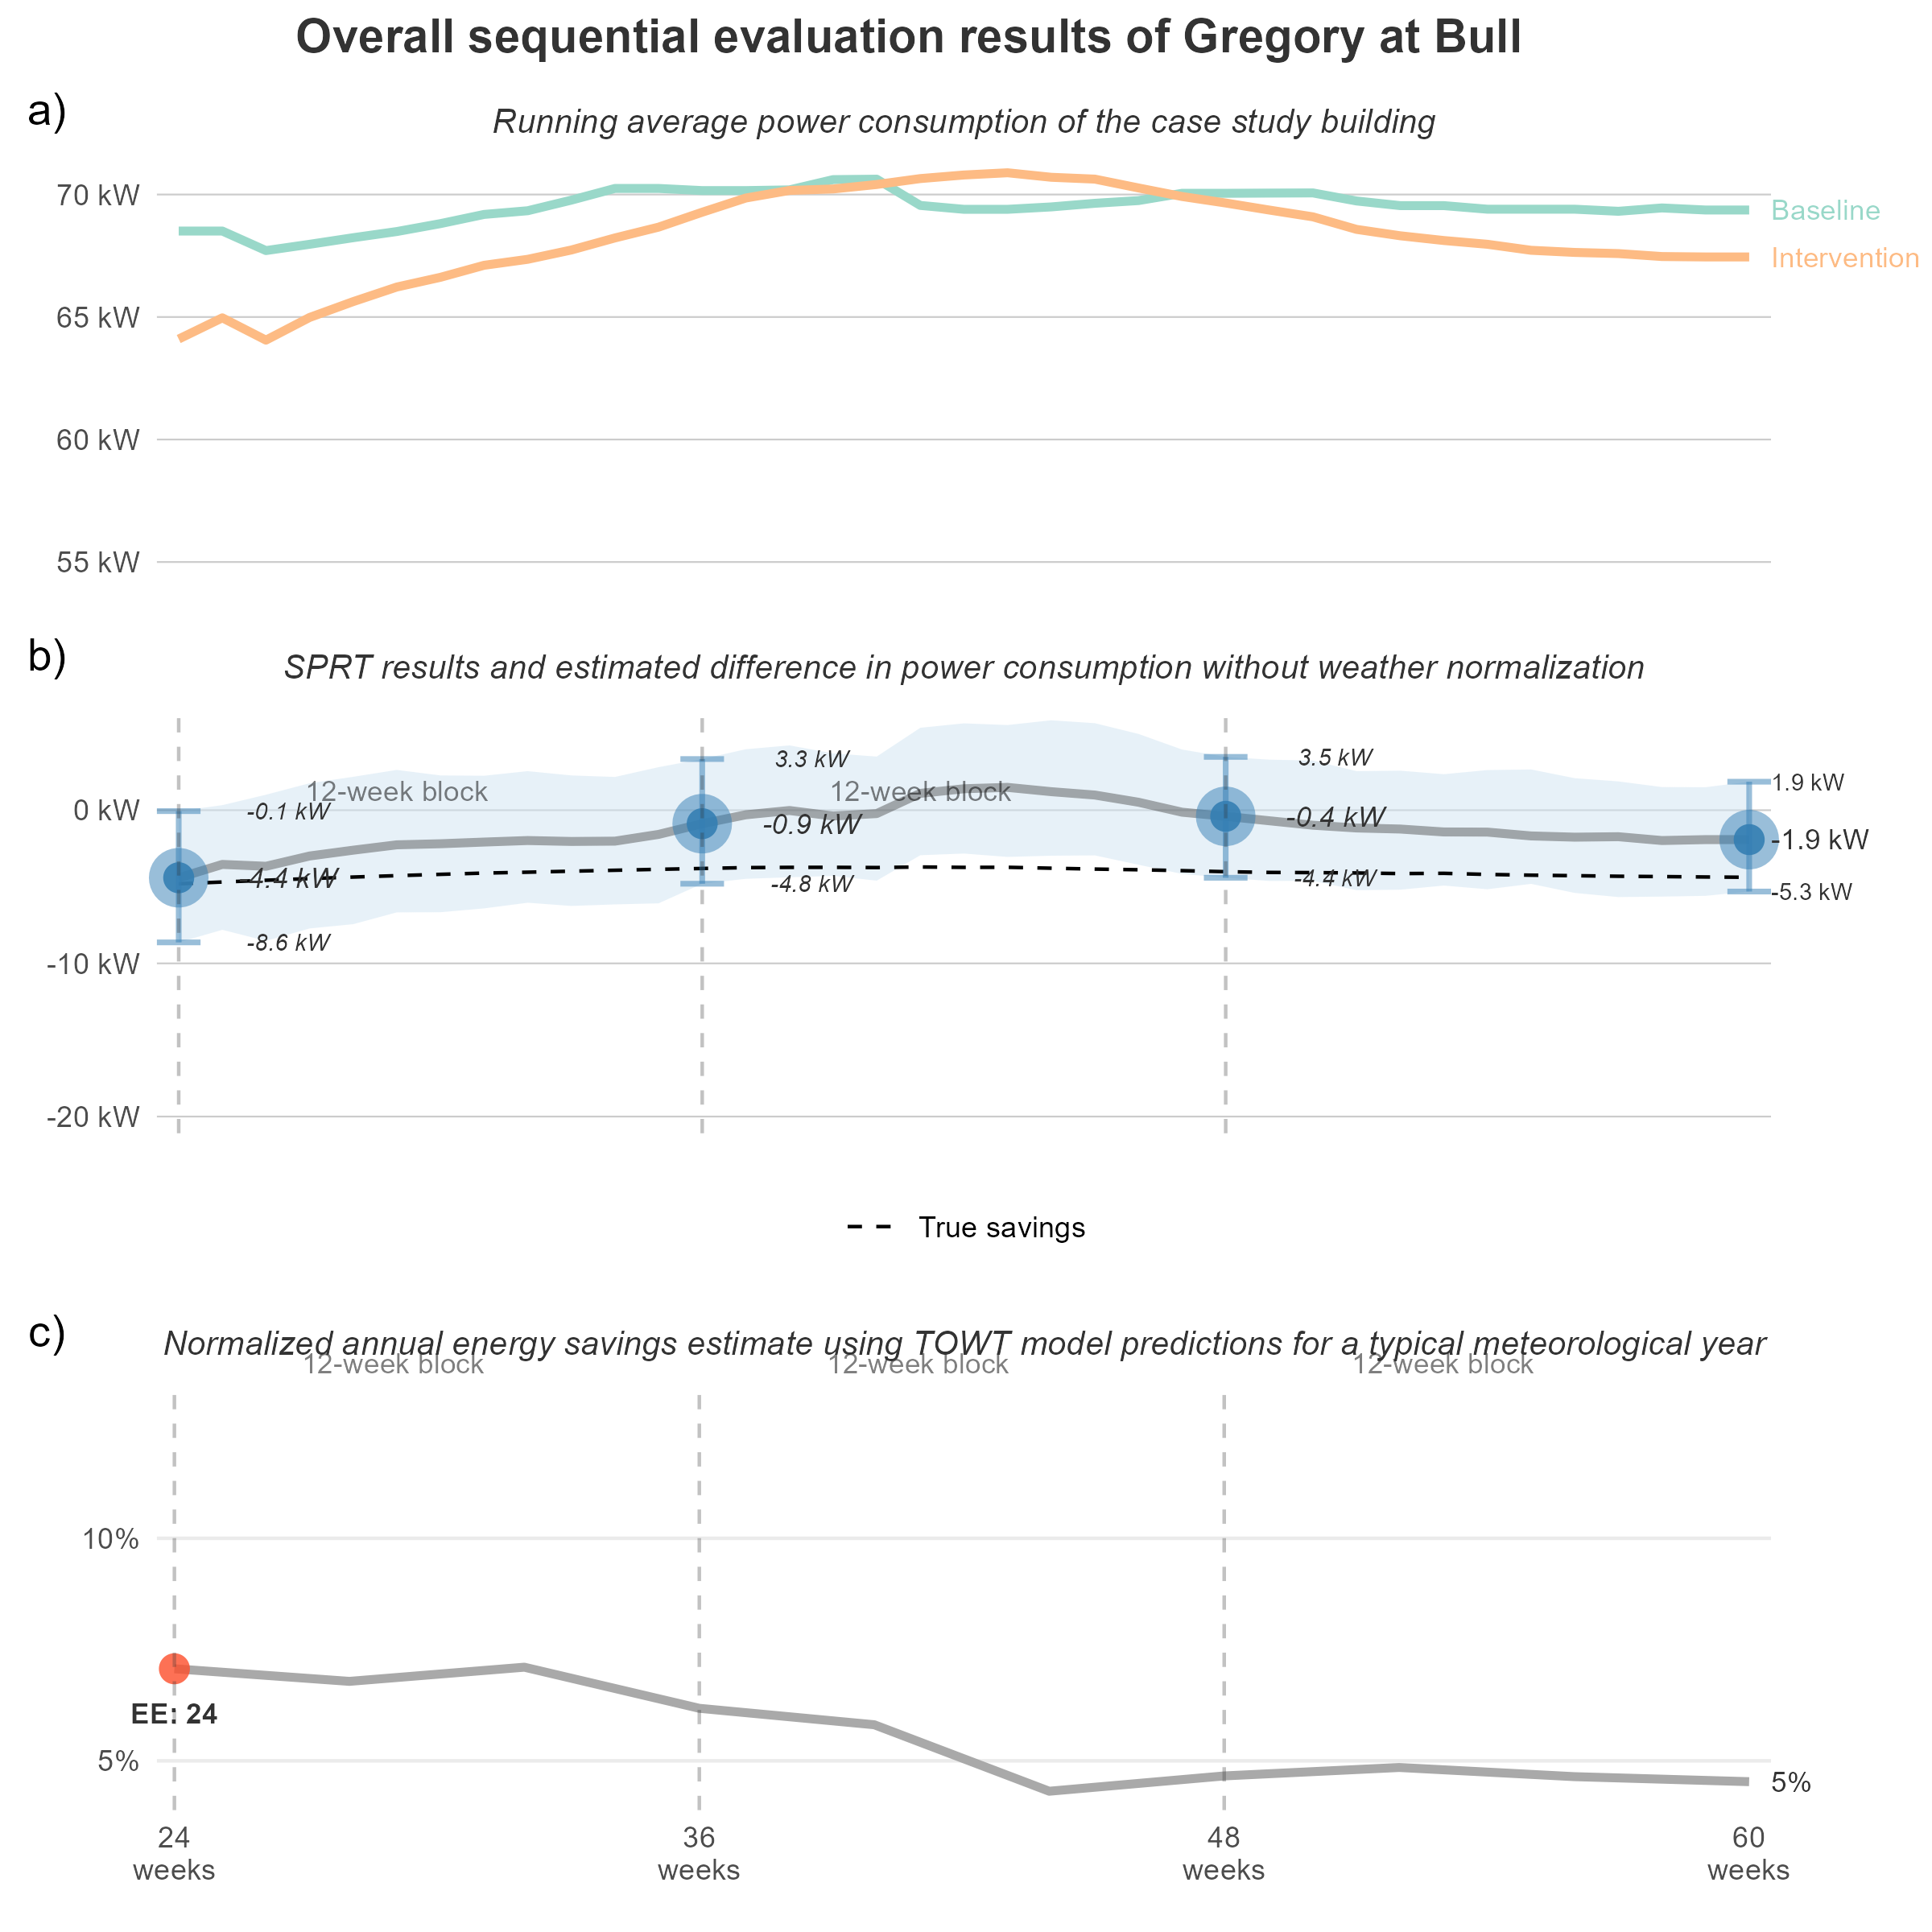 Overall sequential evaluation results of Gregory at Bull
a)
Running average power consumption of the case study building
70 kW
65 kW
60 kW
55 kW
Baseline
Intervention
b)
SPRT results and estimated difference in power consumption without weather normalization
12-week block
12-week block
0 kW
-10 kW
-20 kW
-0.1 kW
-4.4 kW
-8.6 kW
3.3 kW
-0.9 kW
-4.8 kW
3.5 kW
-0.4 kW
-4.4 kW
1.9 kW
-1.9 kW
-5.3 kW
True savings
c)
Normalized annual energy savings estimate using TOWT model predictions for a typical meteorological year
12-week block
12-week block
12-week block
10%
5%
EE: 24
5%
24
weeks
36
weeks
48
weeks
60
weeks